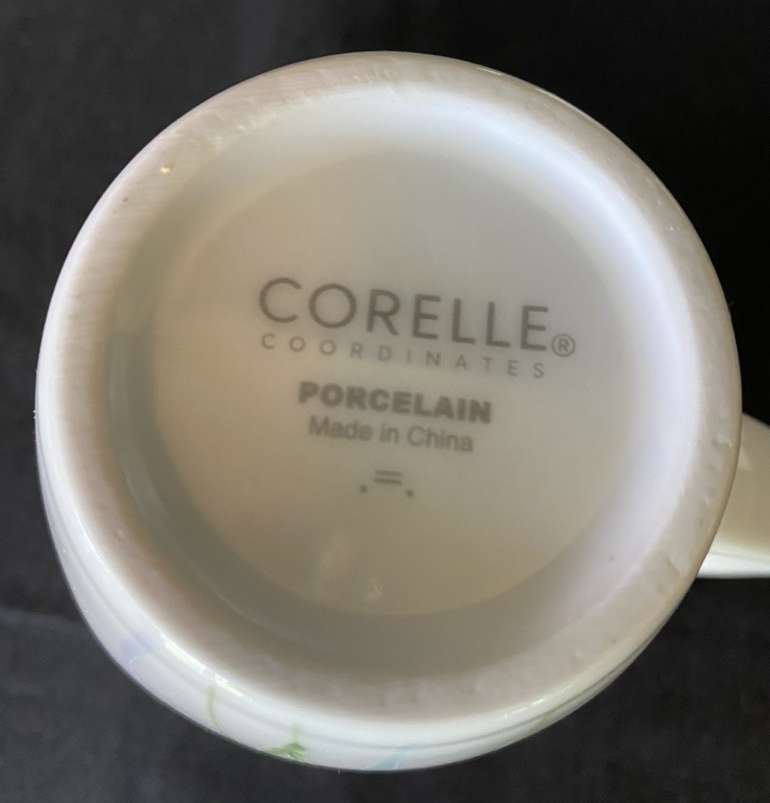 CORELLE®
COORDINATES
PORCELAIN
Made in China